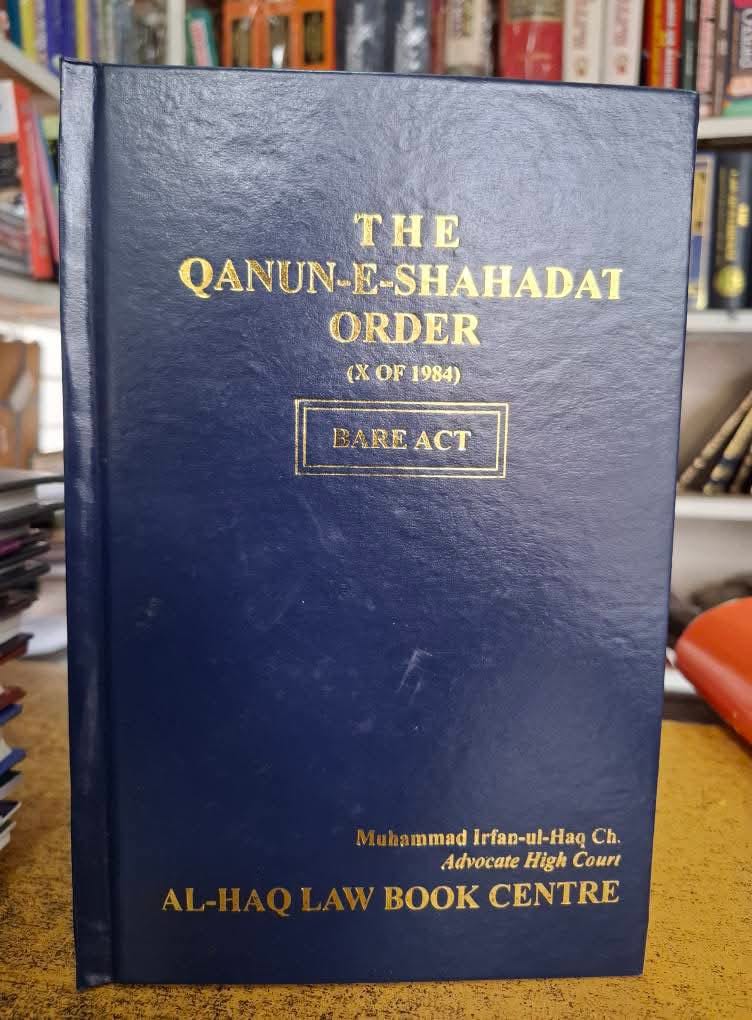 THE
QANUN-E-SHAHADAT
ORDER
(X OF 1984)
BARE ACT
Muhammad Irfan-ul-Haq Ch.
Advocate High Court
AL-HAQ LAW BOOK CENTRE